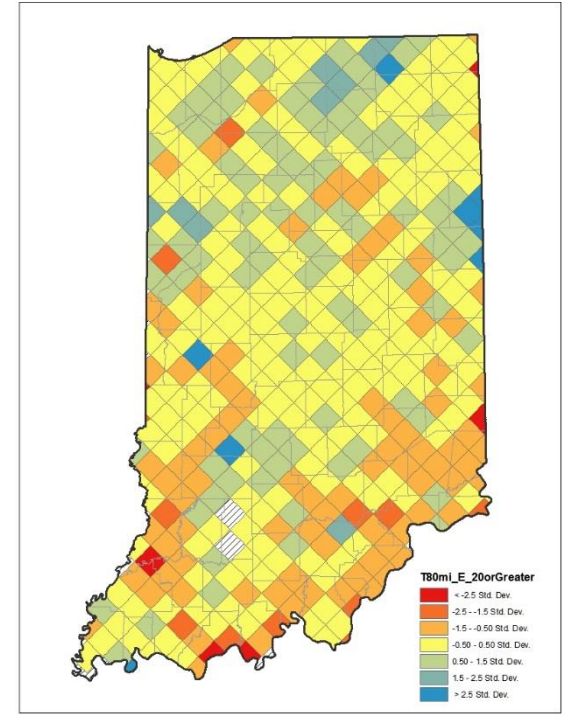 T80mi_E_20orGreater
< -2.5 Std. Dev.
-2.5 - -1.5 Std. Dev.
-1.5 - -0.50 Std. Dev.
-0.50 - 0.50 Std. Dev.
0.50 - 1.5 Std. Dev.
1.5 - 2.5 Std. Dev.
> 2.5 Std. Dev.